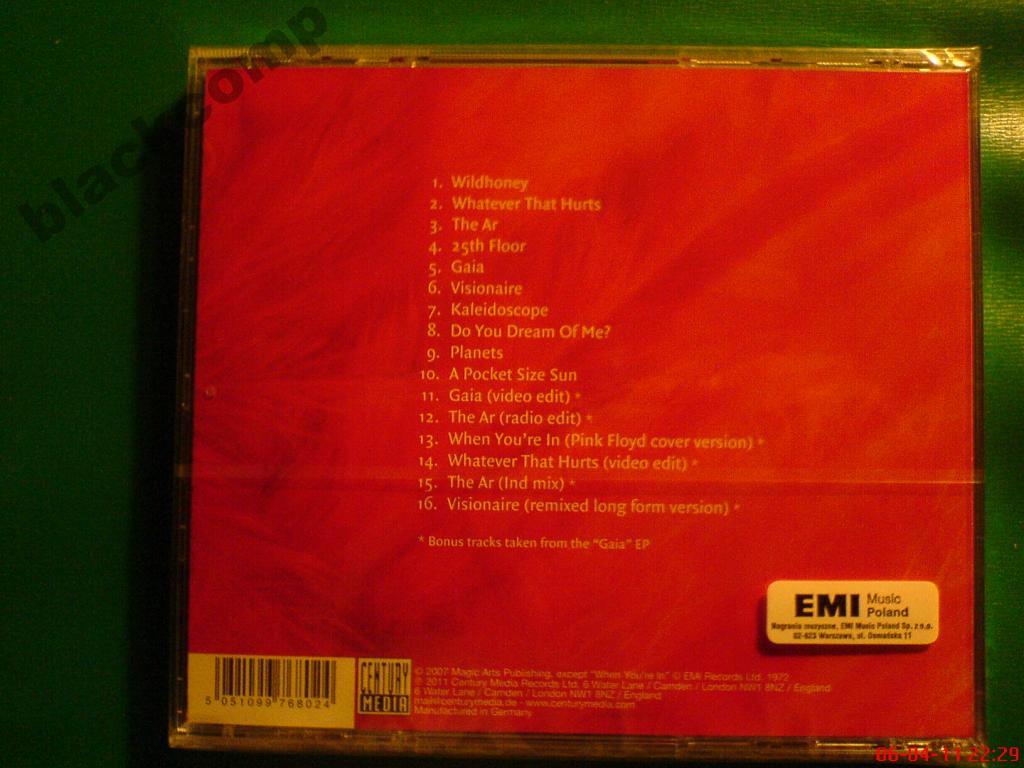 blackcomp
1. Wildhoney
2. Whatever That Hurts
3. The Ar
4. 25th Floor
5. Gaia
6. Visionaire
7. Kaleidoscope
8. Do You Dream Of Me?
9. Planets
10. A Pocket Size Sun
11. Gaia (video edit) *
12. The Ar (radio edit) *
13. When You're In (Pink Floyd cover version) *
14. Whatever That Hurts (video edit) *
15. The Ar (Ind mix) *
16. Visionaire (remixed long form version) *
* Bonus tracks taken from the "Gaia" EP
EMI Music
Poland
Nagrania muzyczne, EMI Music Poland Sp. z o.o.
02-623 Warszawa, ul. Osmańska 11
5 051099 768024
CENTURY
MEDIA
© 2007 Magic Arts Publishing, except "When You're In" © EMI Records Ltd. 1972
℗ 2011 Century Media Records Ltd. 6 Water Lane / Camden / London NW1 8NZ / England
6 Water Lane / Camden / London NW1 8NZ / England
mail@centurymedia.de - www.centurymedia.com
Manufactured in Germany
06-04-11 22:29